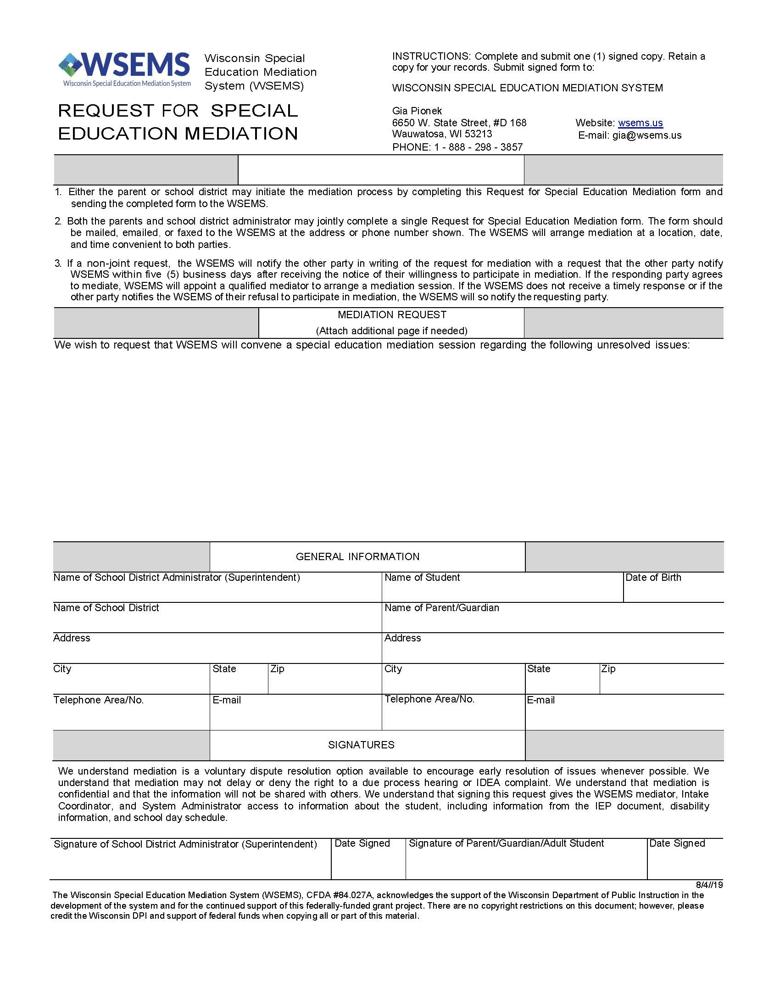 WSEMS
Wisconsin Special Education Mediation System
Wisconsin Special
Education Mediation
System (WSEMS)
REQUEST FOR SPECIAL
EDUCATION MEDIATION
INSTRUCTIONS: Complete and submit one (1) signed copy. Retain a
copy for your records. Submit signed form to:
WISCONSIN SPECIAL EDUCATION MEDIATION SYSTEM
Gia Pionek
6650 W. State Street, #D 168 Website: wsems.us
Wauwatosa, WI 53213 E-mail: gia@wsems.us
PHONE: 1 - 888 - 298 - 3857
1. Either the parent or school district may initiate the mediation process by completing this Request for Special Education Mediation form and
sending the completed form to the WSEMS.
2. Both the parents and school district administrator may jointly complete a single Request for Special Education Mediation form. The form should
be mailed, emailed, or faxed to the WSEMS at the address or phone number shown. The WSEMS will arrange mediation at a location, date,
and time convenient to both parties.
3. If a non-joint request, the WSEMS will notify the other party in writing of the request for mediation with a request that the other party notify
WSEMS within five (5) business days after receiving the notice of their willingness to participate in mediation. If the responding party agrees
to mediate, WSEMS will appoint a qualified mediator to arrange a mediation session. If the WSEMS does not receive a timely response or if the
other party notifies the WSEMS of their refusal to participate in mediation, the WSEMS will so notify the requesting party.
MEDIATION REQUEST
(Attach additional page if needed)
We wish to request that WSEMS will convene a special education mediation session regarding the following unresolved issues:
GENERAL INFORMATION
Name of School District Administrator (Superintendent) Name of Student Date of Birth
Name of School District Name of Parent/Guardian
Address Address
City State Zip City State Zip
Telephone Area/No. E-mail Telephone Area/No. E-mail
SIGNATURES
We understand mediation is a voluntary dispute resolution option available to encourage early resolution of issues whenever possible. We
understand that mediation may not delay or deny the right to a due process hearing or IDEA complaint. We understand that mediation is
confidential and that the information will not be shared with others. We understand that signing this request gives the WSEMS mediator, Intake
Coordinator, and System Administrator access to information about the student, including information from the IEP document, disability
information, and school day schedule.
Signature of School District Administrator (Superintendent) Date Signed Signature of Parent/Guardian/Adult Student Date Signed
8/4//19
The Wisconsin Special Education Mediation System (WSEMS), CFDA #84.027A, acknowledges the support of the Wisconsin Department of Public Instruction in the
development of the system and for the continued support of this federally-funded grant project. There are no copyright restrictions on this document; however, please
credit the Wisconsin DPI and support of federal funds when copying all or part of this material.